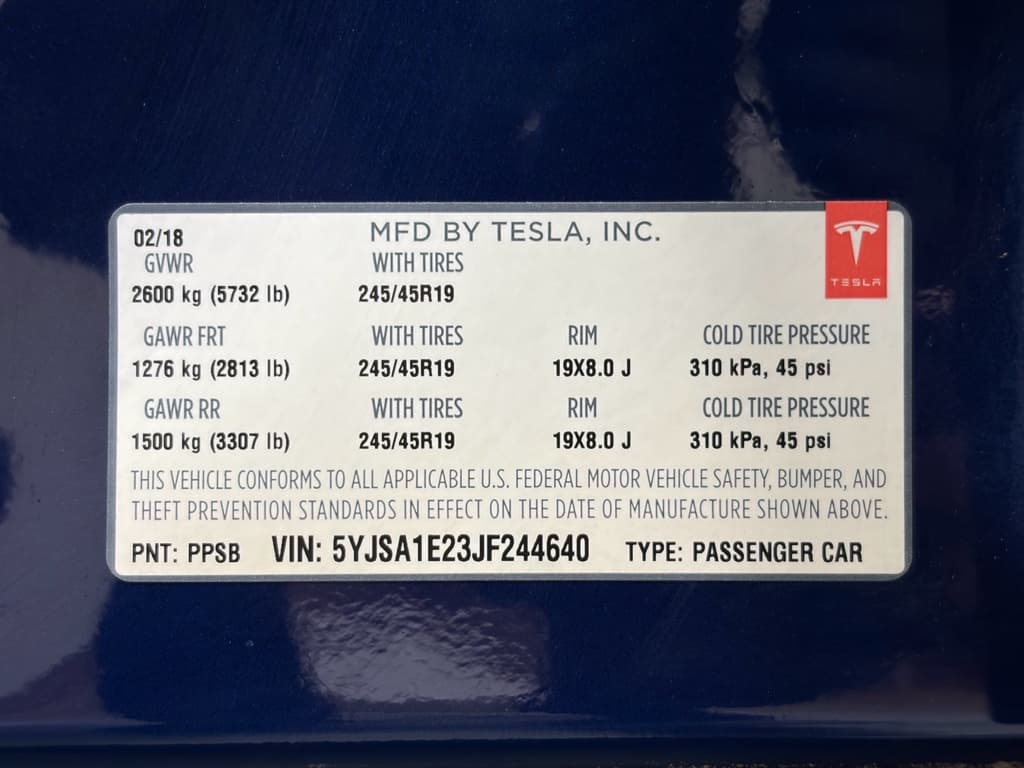 02/18 MFD BY TESLA, INC.
TESLA
GVWR WITH TIRES
2600 kg (5732 lb) 245/45R19
GAWR FRT WITH TIRES RIM COLD TIRE PRESSURE
1276 kg (2813 lb) 245/45R19 19X8.0 J 310 kPa, 45 psi
GAWR RR WITH TIRES RIM COLD TIRE PRESSURE
1500 kg (3307 lb) 245/45R19 19X8.0 J 310 kPa, 45 psi
THIS VEHICLE CONFORMS TO ALL APPLICABLE U.S. FEDERAL MOTOR VEHICLE SAFETY, BUMPER, AND
THEFT PREVENTION STANDARDS IN EFFECT ON THE DATE OF MANUFACTURE SHOWN ABOVE.
PNT: PPSB VIN: 5YJSA1E23JF244640 TYPE: PASSENGER CAR